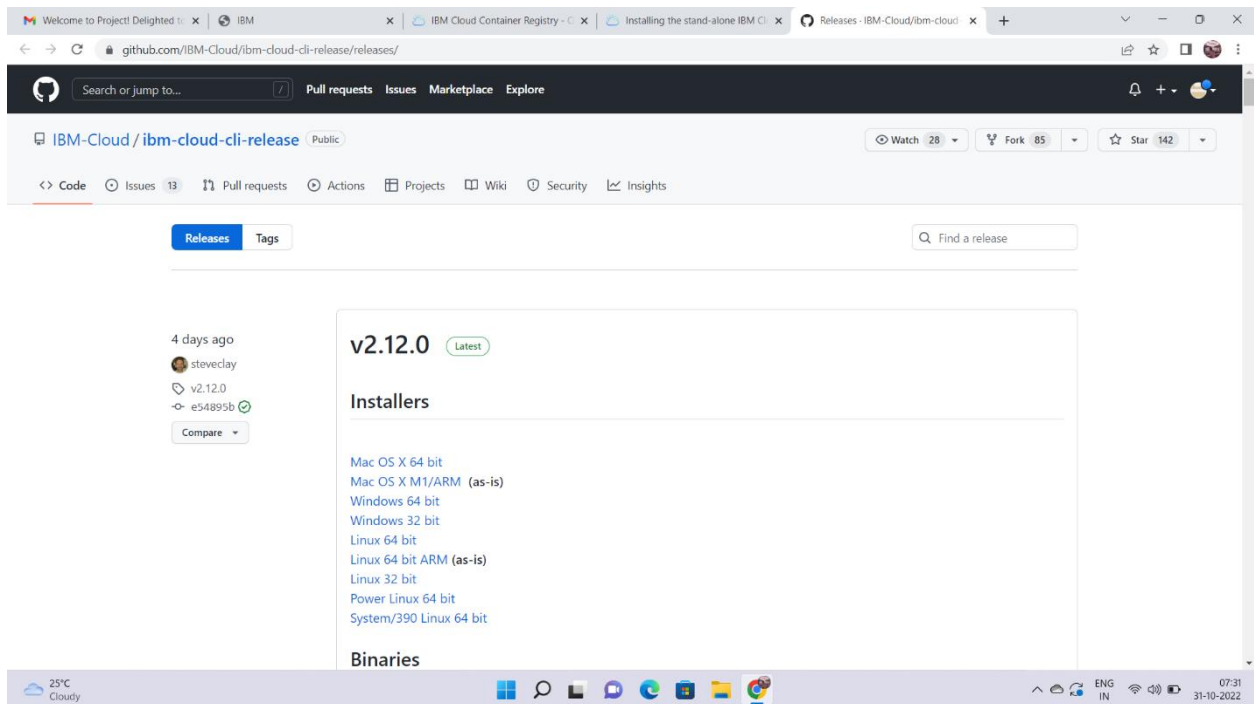 Welcome to Project! Delighted to
IBM
IBM Cloud Container Registry - C
Installing the stand-alone IBM Cl
Releases · IBM-Cloud/ibm-cloud-
github.com/IBM-Cloud/ibm-cloud-cli-release/releases/
Search or jump to... /
Pull requests Issues Marketplace Explore
IBM-Cloud / ibm-cloud-cli-release Public
Watch 28 Fork 85 Star 142
<> Code Issues 13 Pull requests Actions Projects Wiki Security Insights
Releases Tags
Find a release
4 days ago
steveclay
v2.12.0
e54895b
Compare
v2.12.0 Latest
Installers
Mac OS X 64 bit
Mac OS X M1/ARM (as-is)
Windows 64 bit
Windows 32 bit
Linux 64 bit
Linux 64 bit ARM (as-is)
Linux 32 bit
Power Linux 64 bit
System/390 Linux 64 bit
Binaries
25°C
Cloudy
ENG
IN
07:31
31-10-2022